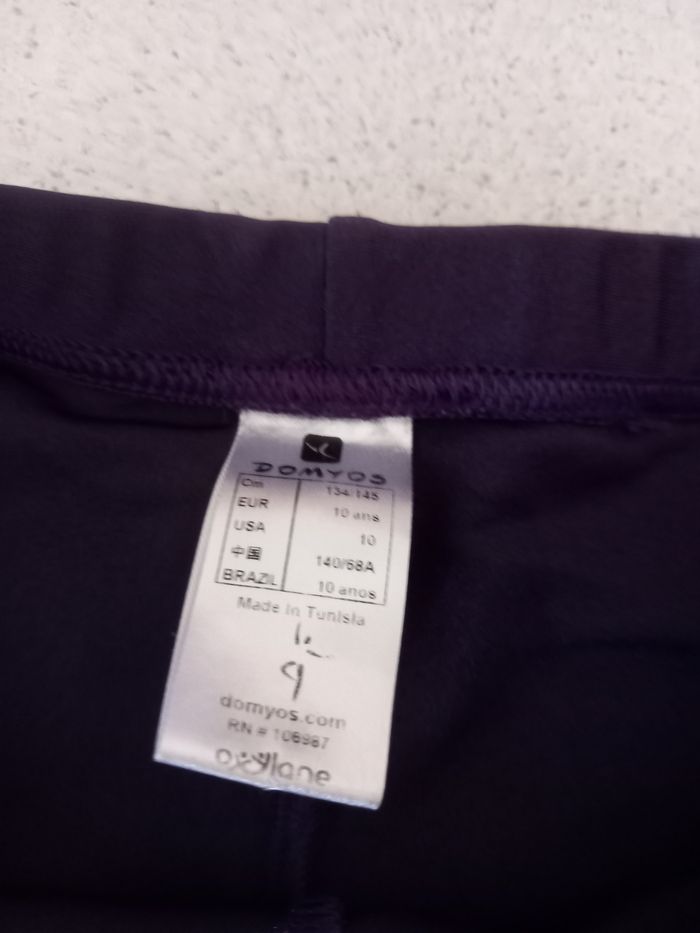 DOMYOS
Cm 134/145
EUR 10 ans
USA 10
中国 140/68A
BRAZIL 10 anos
Made in Tunisia
9
domyos.com
RN # 106987
oxylane